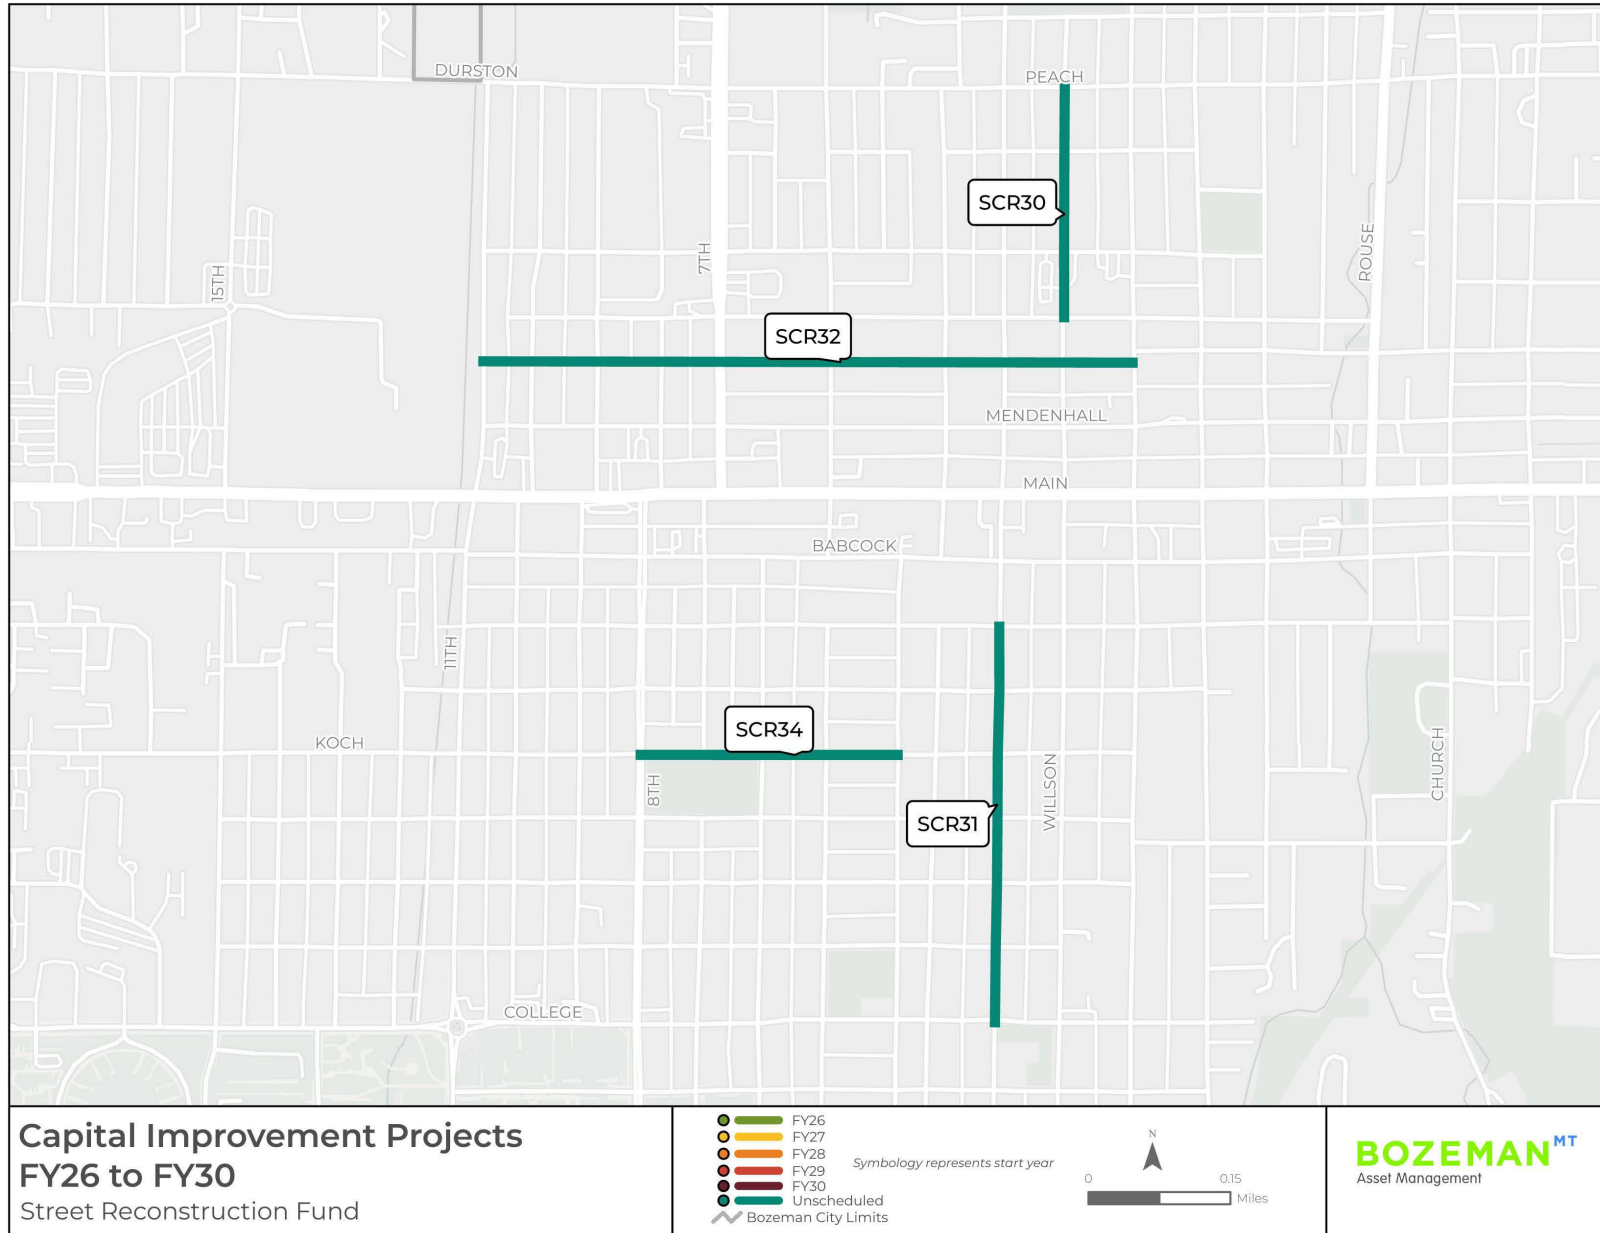 DURSTON
PEACH
SCR30
7TH
ROUSE
15TH
SCR32
MENDENHALL
MAIN
BABCOCK
11TH
SCR34
KOCH
CHURCH
8TH
WILLSON
SCR31
COLLEGE
Capital Improvement Projects
FY26 to FY30
Street Reconstruction Fund
FY26
FY27
FY28
FY29
FY30
Unscheduled
Bozeman City Limits
Symbology represents start year
N
0 0.15
Miles
BOZEMAN MT
Asset Management